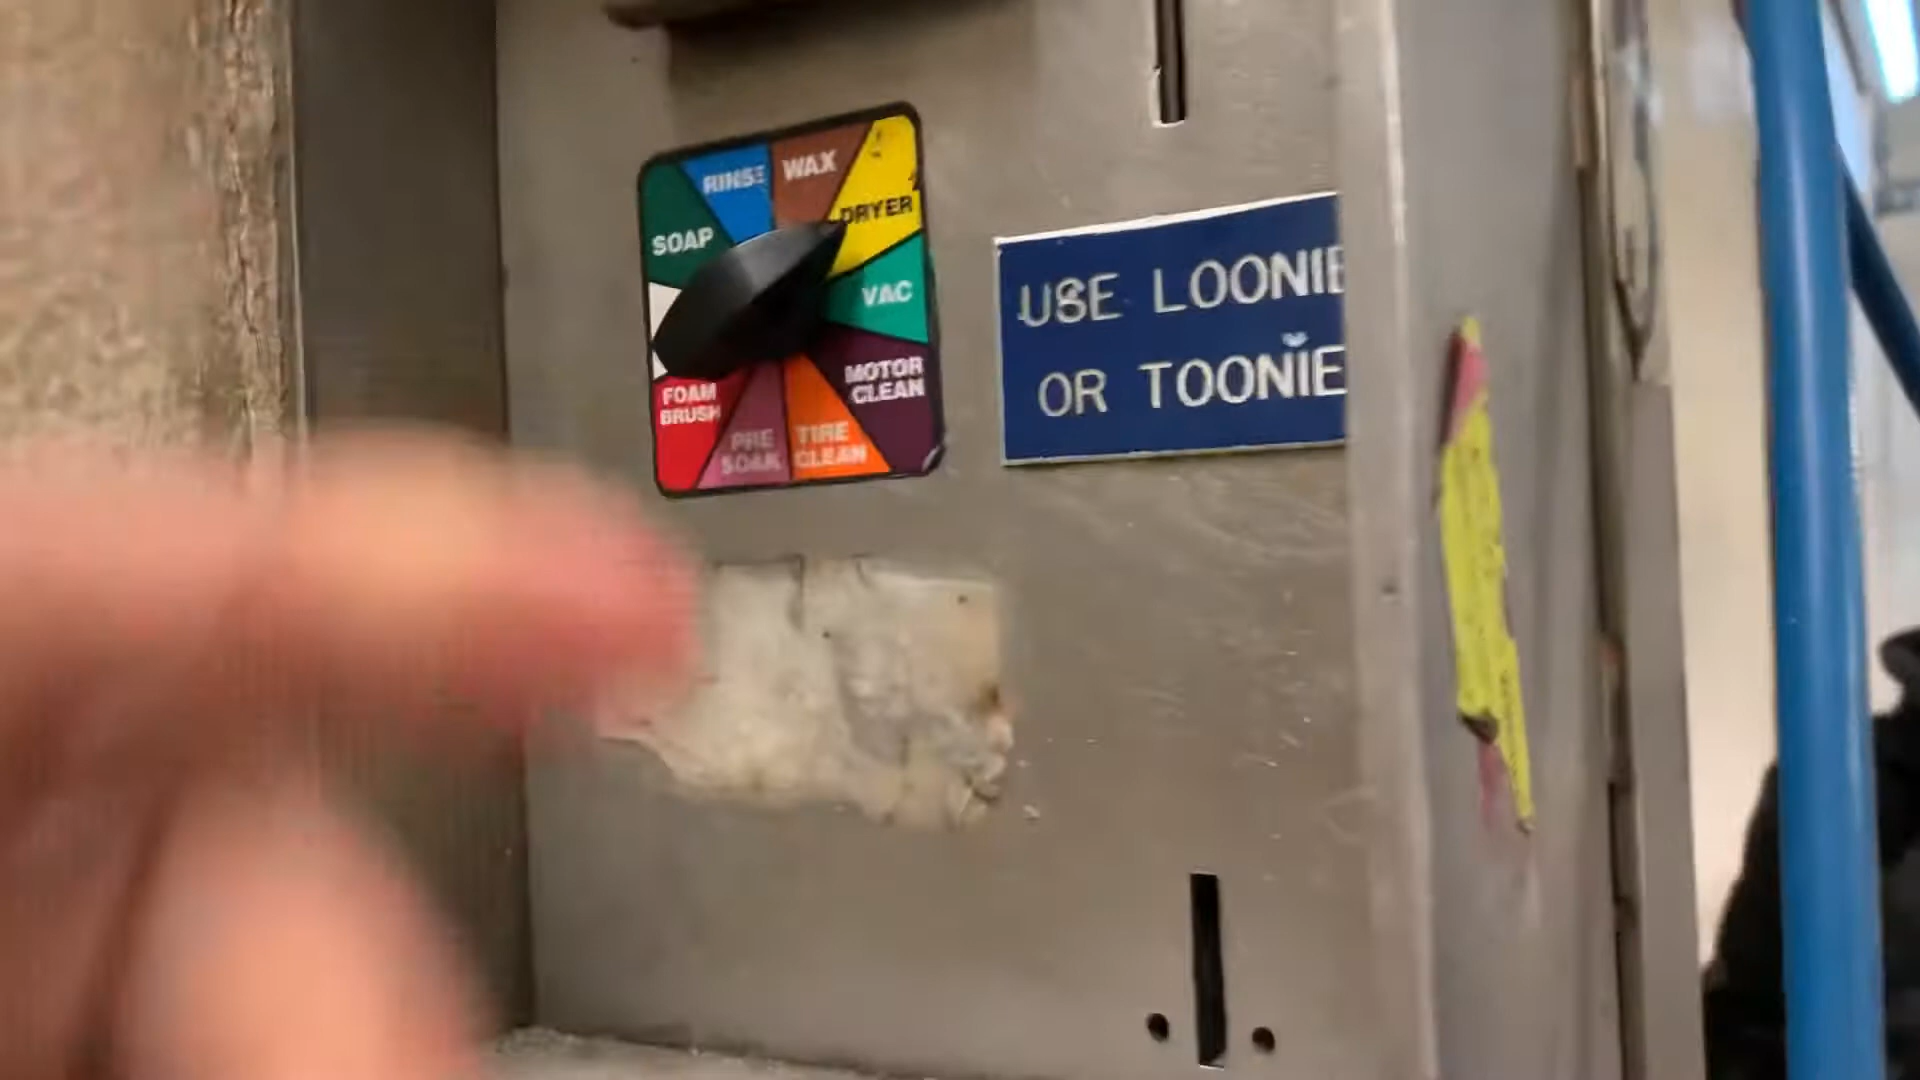 RINSE
WAX
SOAP
DRYER
VAC
FOAM
BRUSH
MOTOR
CLEAN
PRE
SOAK
TIRE
CLEAN
USE LOONIE
OR TOONIE